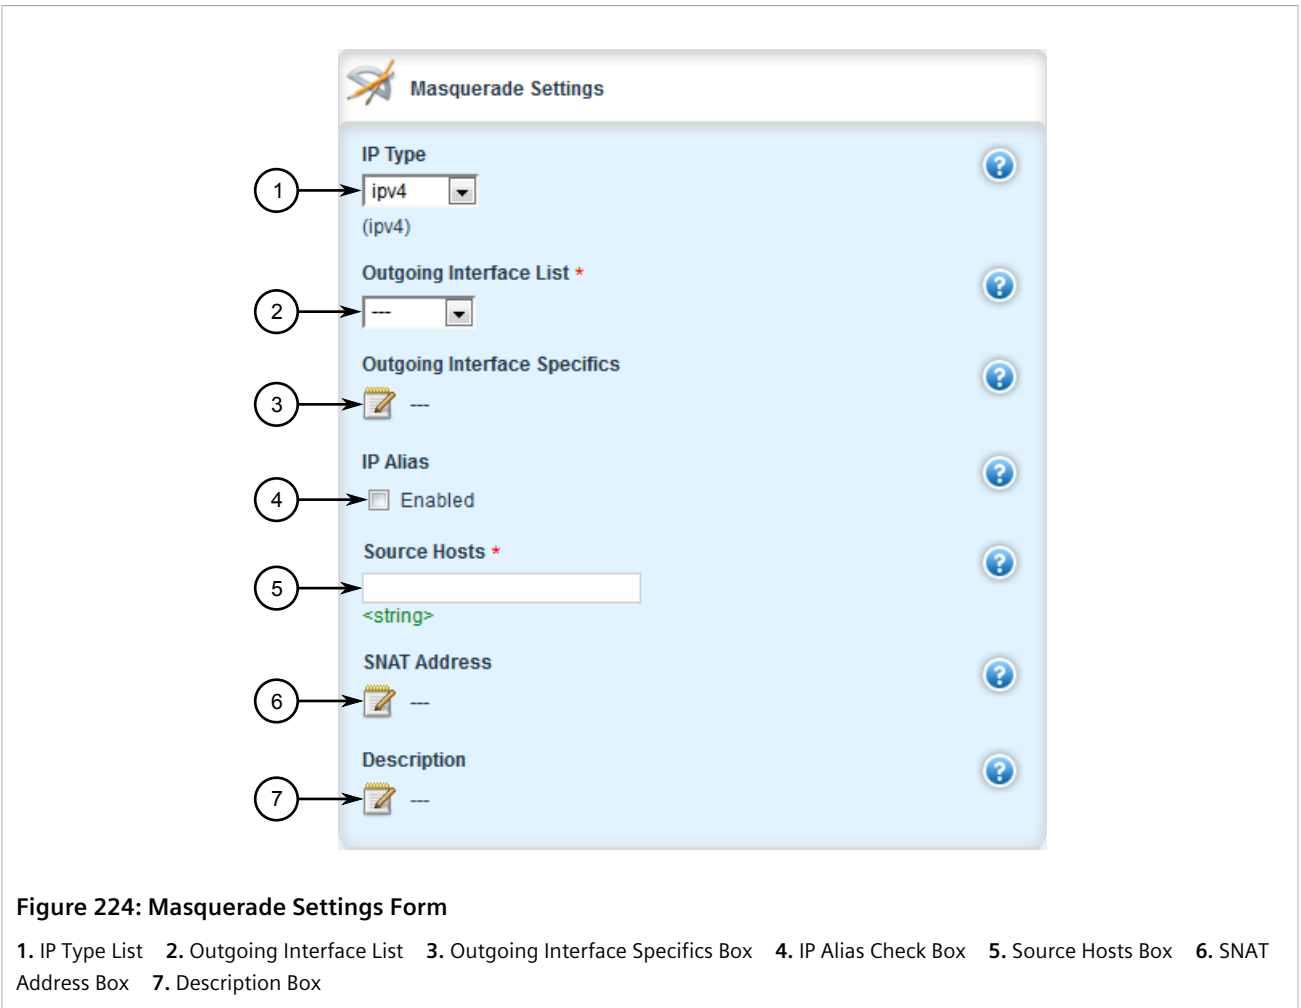 Masquerade Settings
IP Type
1
ipv4
(ipv4)
Outgoing Interface List *
2
---
Outgoing Interface Specifics
3
---
IP Alias
4
Enabled
Source Hosts *
5
<string>
SNAT Address
6
---
Description
7
---
Figure 224: Masquerade Settings Form
1. IP Type List 2. Outgoing Interface List 3. Outgoing Interface Specifics Box 4. IP Alias Check Box 5. Source Hosts Box 6. SNAT
Address Box 7. Description Box